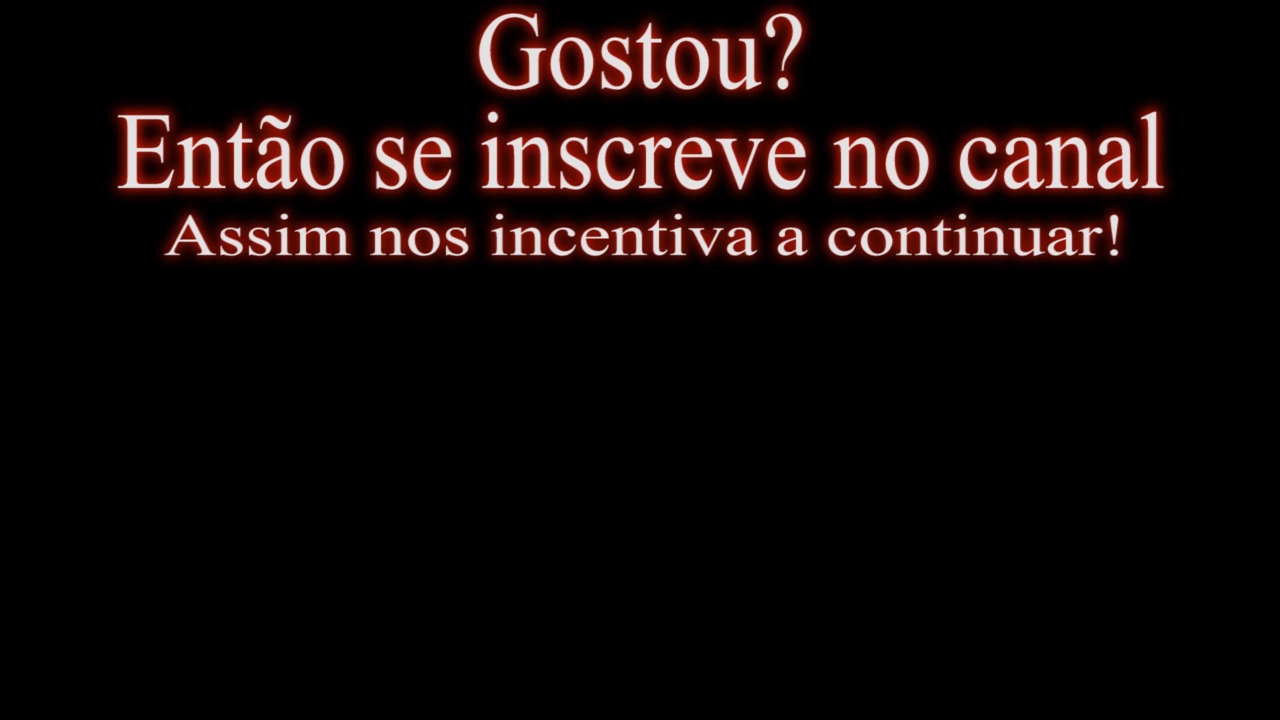 Gostou?
Então se inscreve no canal
Assim nos incentiva a continuar!